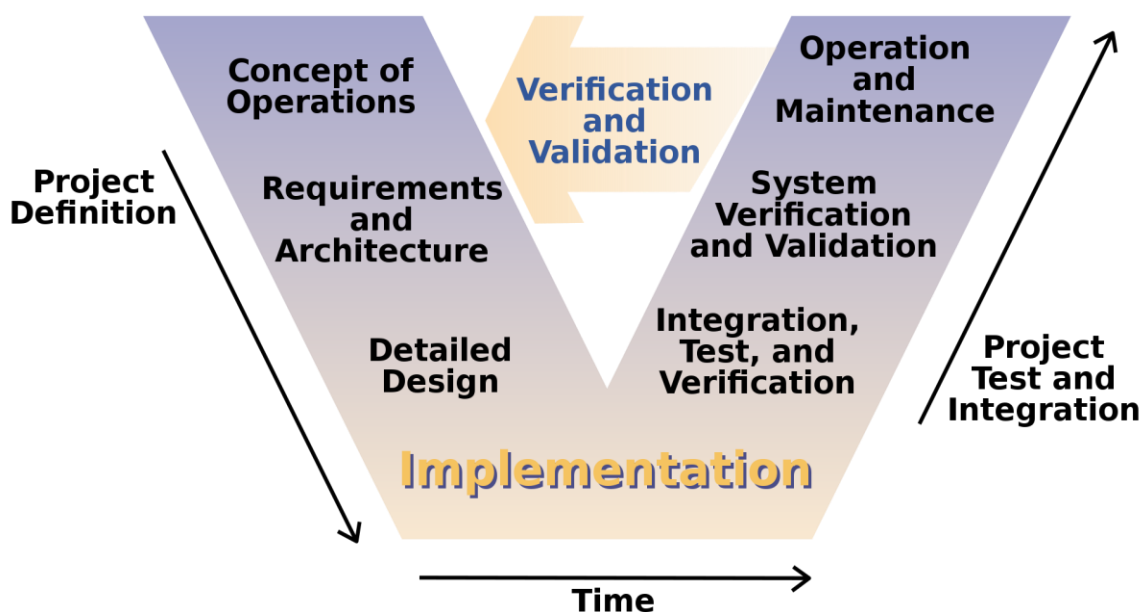 Concept of
Operations
Verification
and
Validation
Operation
and
Maintenance
Project
Definition
Requirements
and
Architecture
System
Verification
and Validation
Detailed
Design
Integration,
Test, and
Verification
Project
Test and
Integration
Implementation
Time